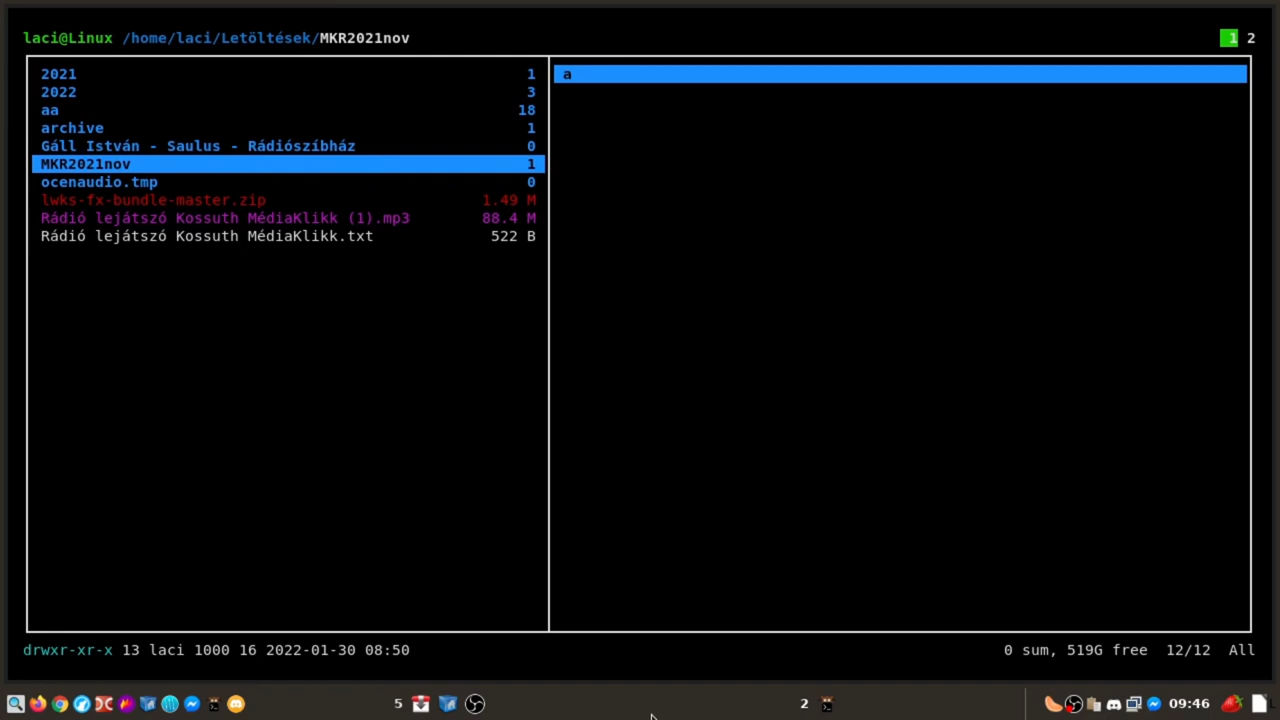 laci@Linux /home/laci/Letöltések/MKR2021nov 1 2
2021 1
2022 3
aa 18
archive 1
Gáll István - Saulus - Rádiószíbház 0
MKR2021nov 1
ocenaudio.tmp 0
lwks-fx-bundle-master.zip 1.49 M
Rádió lejátszó Kossuth MédiaKlikk (1).mp3 88.4 M
Rádió lejátszó Kossuth MédiaKlikk.txt 522 B
a
drwxr-xr-x 13 laci 1000 16 2022-01-30 08:50 0 sum, 519G free 12/12 All
5 2 09:46